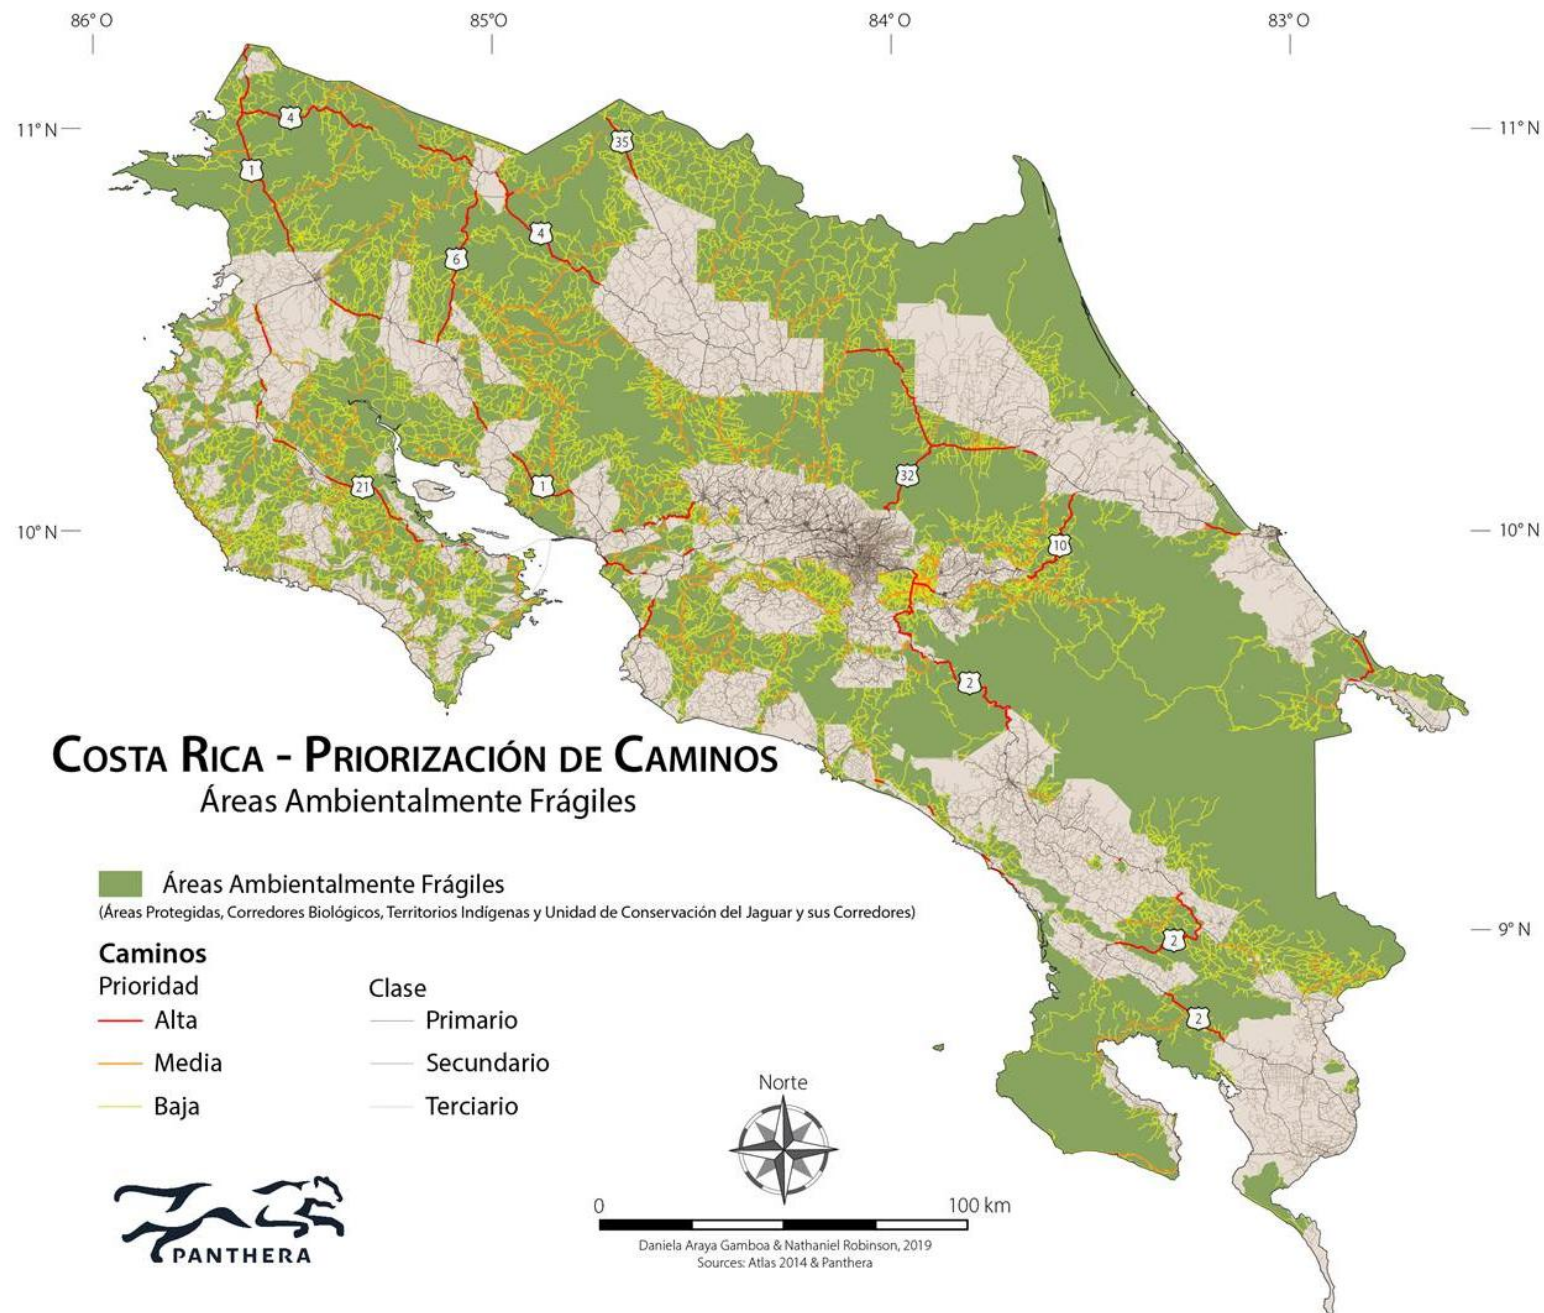 86° O 85° O 84° O 83° O
11° N 11° N
4
35
1
4
6
32
21
1
10° N 10° N
10
2
COSTA RICA - PRIORIZACIÓN DE CAMINOS
Áreas Ambientalmente Frágiles
Áreas Ambientalmente Frágiles
(Áreas Protegidas, Corredores Biológicos, Territorios Indígenas y Unidad de Conservación del Jaguar y sus Corredores)
9° N
2
2
Caminos
Prioridad
Alta
Media
Baja
Clase
Primario
Secundario
Terciario
Norte
0 100 km
Daniela Araya Gamboa & Nathaniel Robinson, 2019
Sources: Atlas 2014 & Panthera
PANTHERA